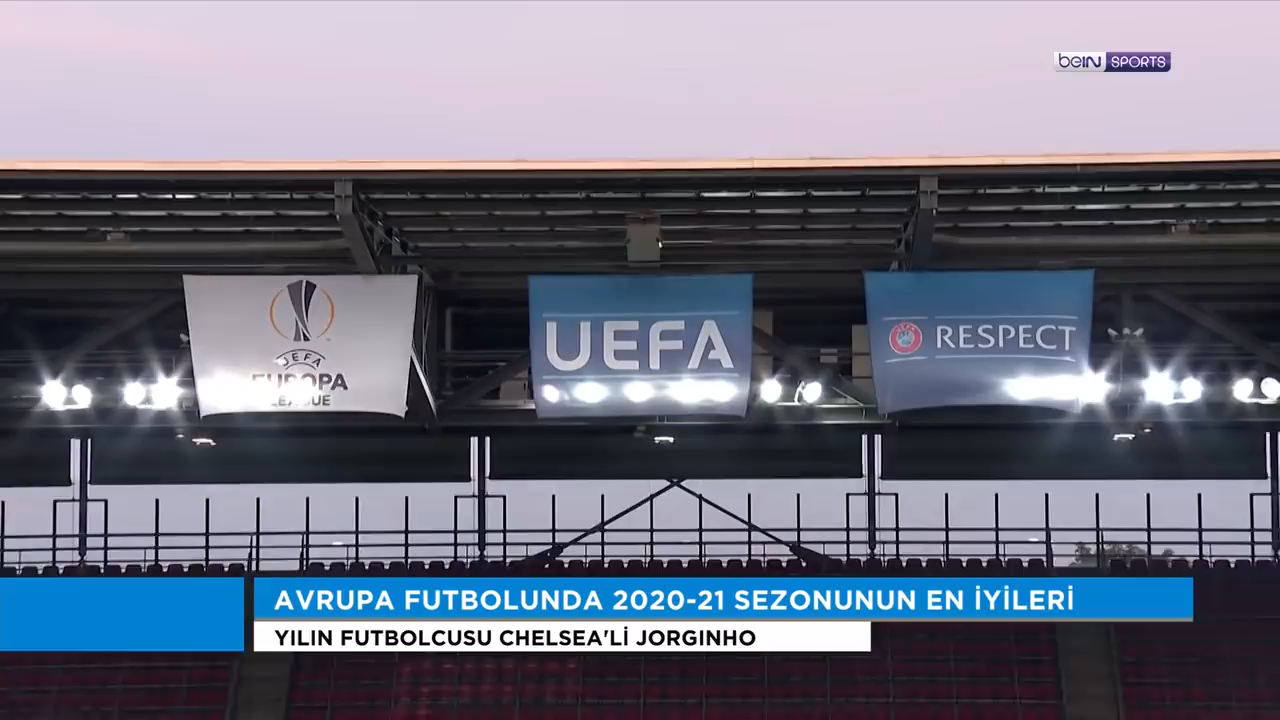 beIN SPORTS
UEFA
EUROPA
LEAGUE
UEFA
RESPECT
AVRUPA FUTBOLUNDA 2020-21 SEZONUNUN EN İYİLERİ
YILIN FUTBOLCUSU CHELSEA'Lİ JORGINHO